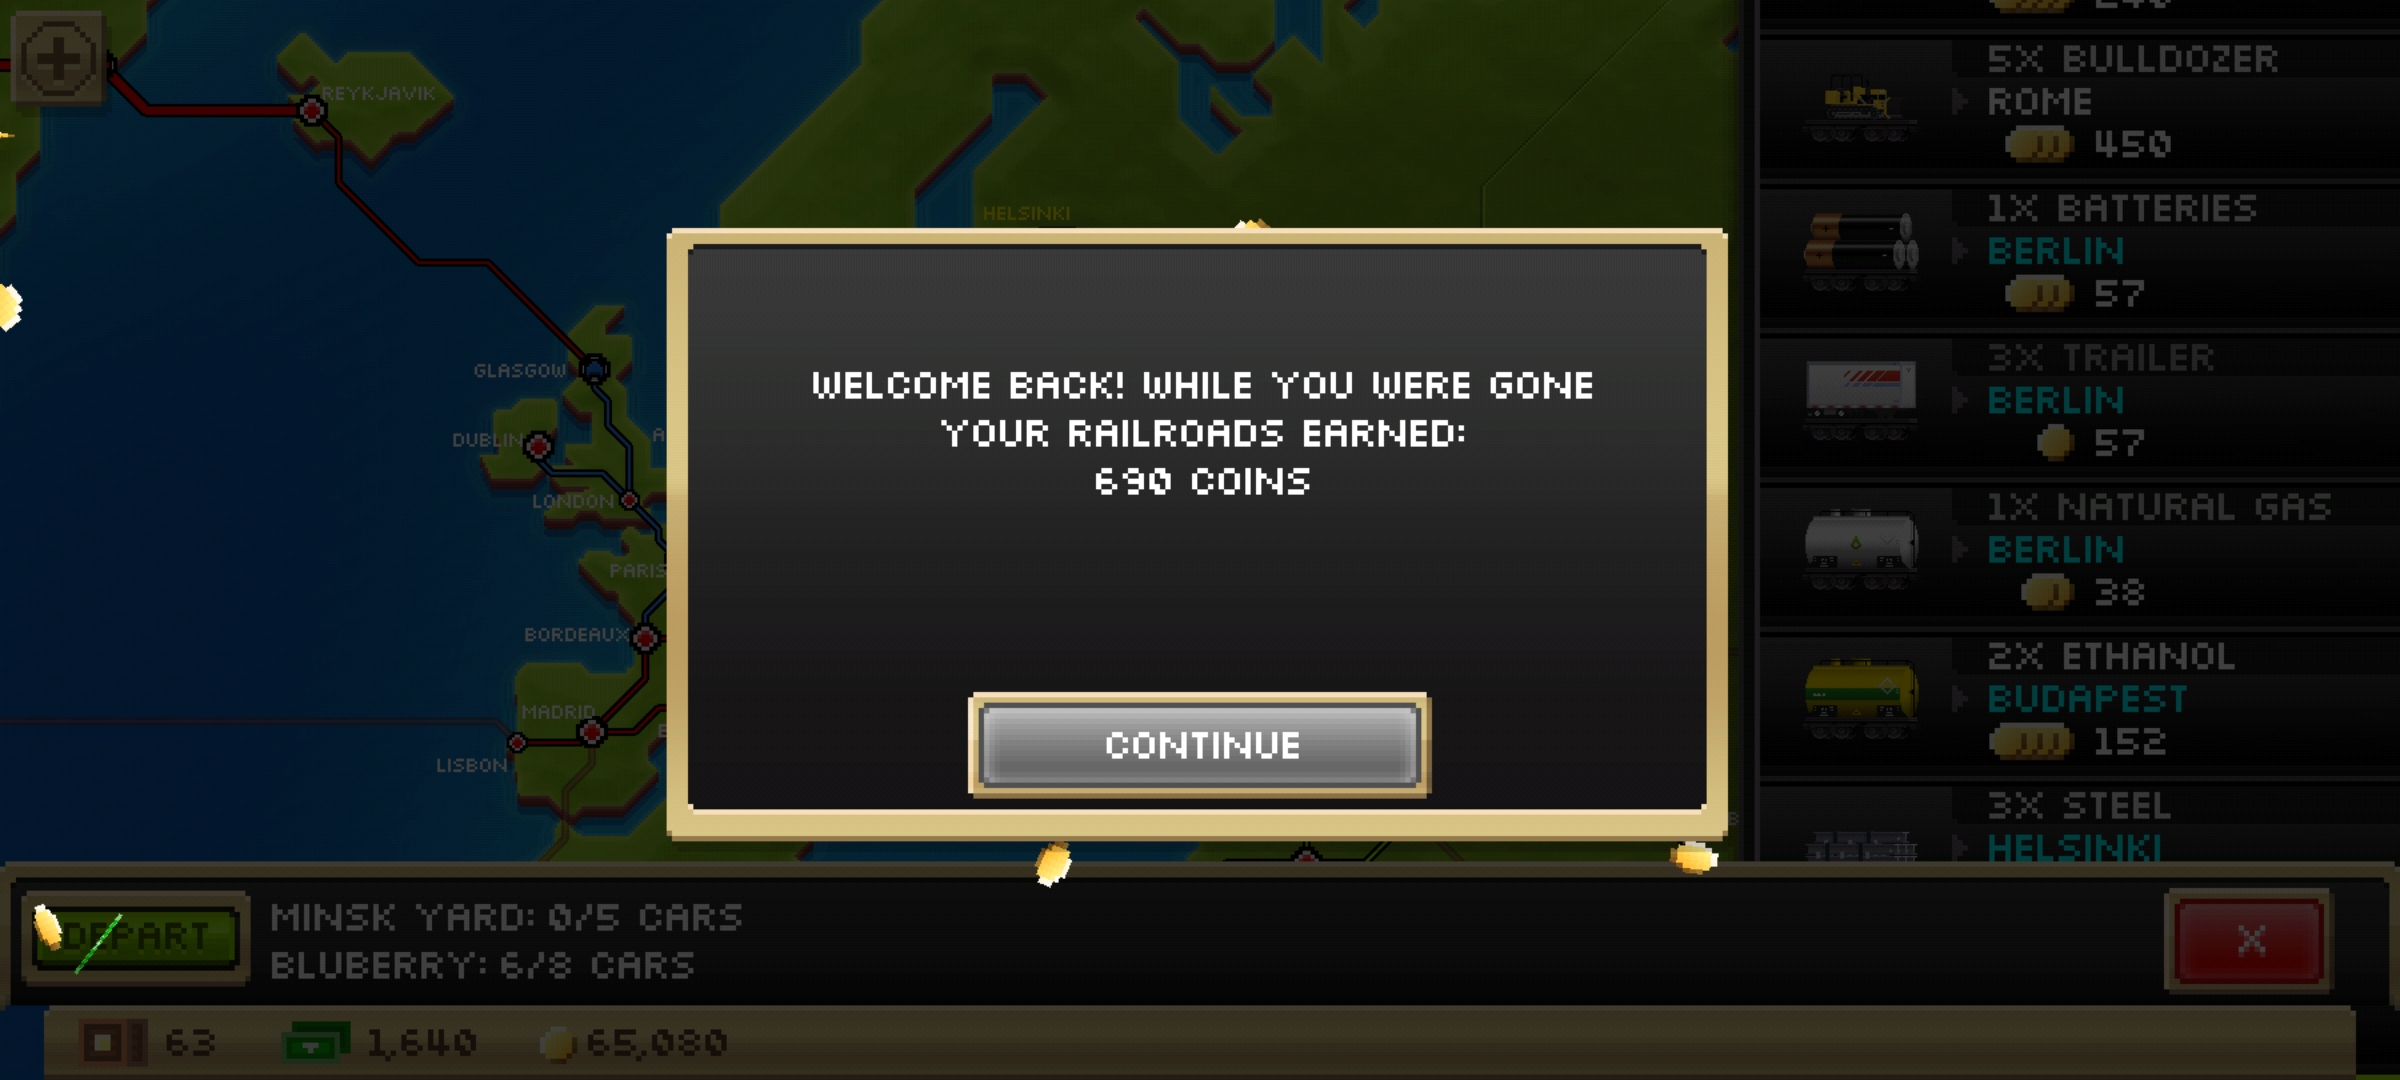 REYKJAVIK
HELSINKI
GLASGOW
DUBLIN
LONDON
PARIS
BORDEAUX
MADRID
LISBON
WELCOME BACK! WHILE YOU WERE GONE
YOUR RAILROADS EARNED:
690 COINS
CONTINUE
5X BULLDOZER
ROME
450
1X BATTERIES
BERLIN
57
3X TRAILER
BERLIN
57
1X NATURAL GAS
BERLIN
38
2X ETHANOL
BUDAPEST
152
3X STEEL
HELSINKI
DEPART
MINSK YARD: 0/5 CARS
BLUBERRY: 6/8 CARS
X
63
1,640
65,080